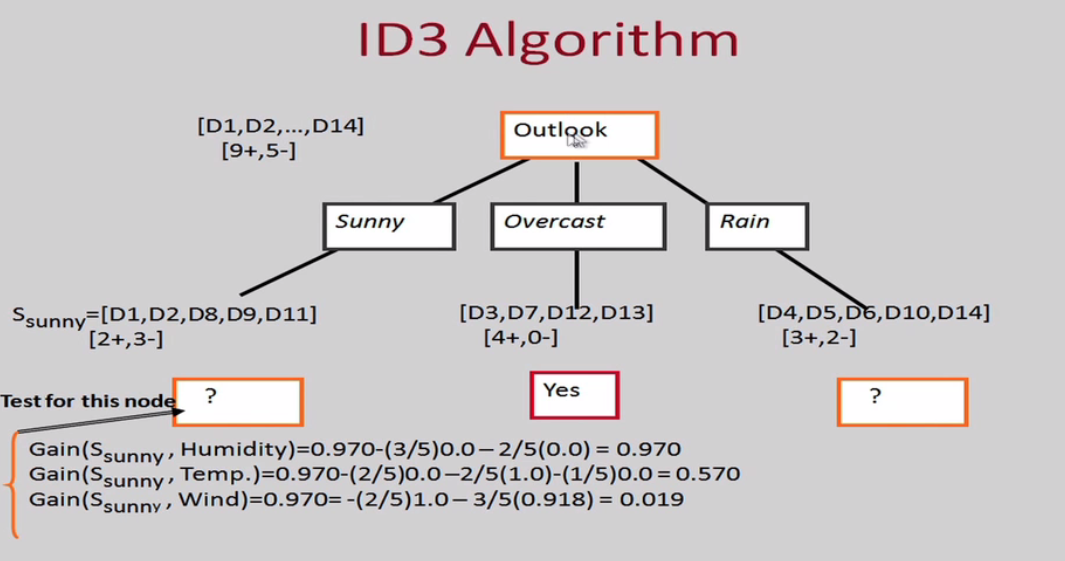 ID3 Algorithm
[D1,D2,...,D14]
[9+,5-]
Outlook
Sunny
Overcast
Rain
Ssunny=[D1,D2,D8,D9,D11]
[2+,3-]
[D3,D7,D12,D13]
[4+,0-]
[D4,D5,D6,D10,D14]
[3+,2-]
Test for this node
?
Yes
?
Gain(Ssunny, Humidity)=0.970-(3/5)0.0–2/5(0.0) = 0.970
Gain(Ssunny, Temp.)=0.970-(2/5)0.0–2/5(1.0)-(1/5)0.0 = 0.570
Gain(Ssunny, Wind)=0.970= -(2/5)1.0–3/5(0.918) = 0.019